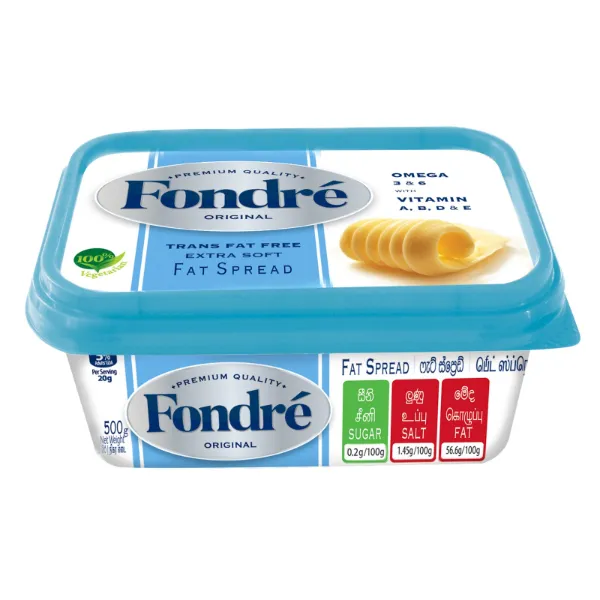 PREMIUM QUALITY
Fondré
ORIGINAL
TRANS FAT FREE
EXTRA SOFT
FAT SPREAD
OMEGA
3 & 6
WITH
VITAMIN
A, B, D & E
100%
Vegetarian
Per Serving
20g
500g
Net Weight
PREMIUM QUALITY
Fondré
ORIGINAL
FAT SPREAD ෆැට් ස්ප්‍රෙඩ්
සීනි
சீனி
SUGAR
0.2g/100g
ලුණු
உப்பு
SALT
1.45g/100g
මේද
கொழுப்பு
FAT
56.6g/100g